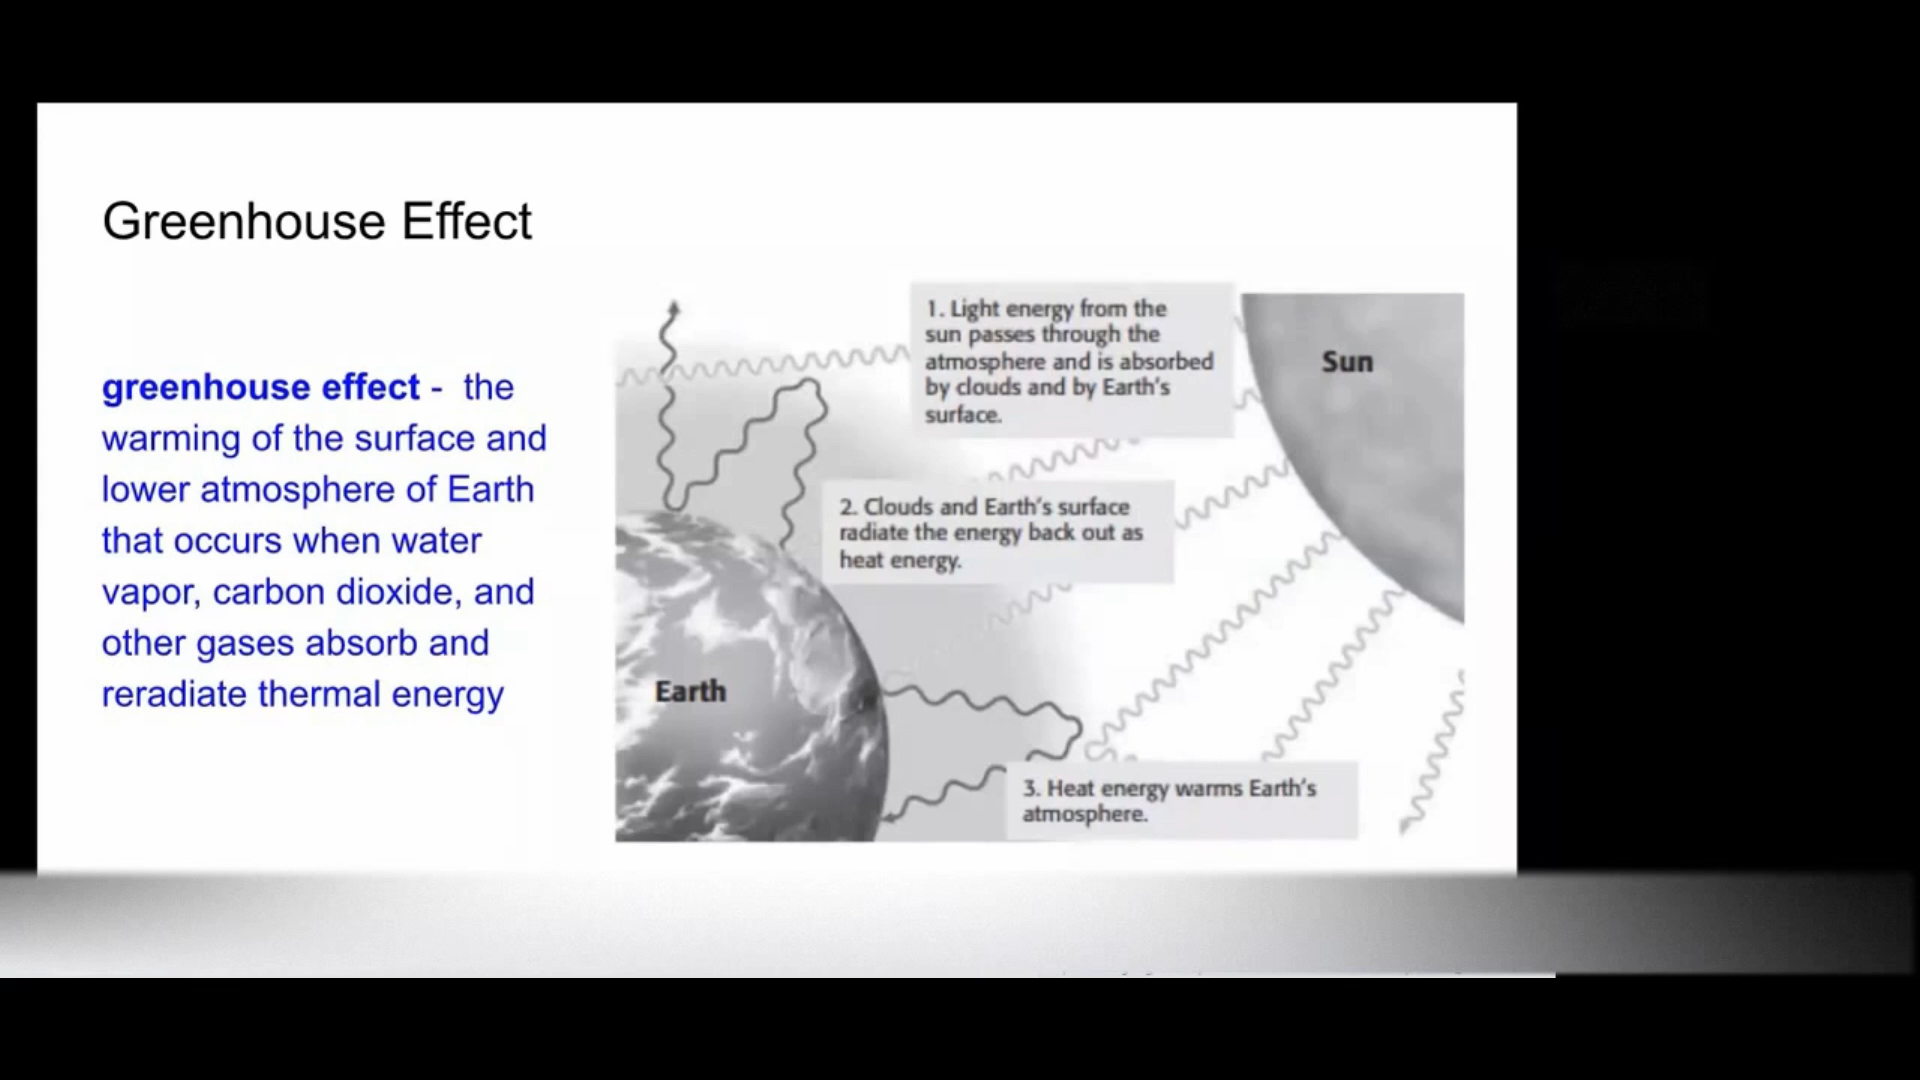 Greenhouse Effect
greenhouse effect - the
warming of the surface and
lower atmosphere of Earth
that occurs when water
vapor, carbon dioxide, and
other gases absorb and
reradiate thermal energy
1. Light energy from the
sun passes through the
atmosphere and is absorbed
by clouds and by Earth's
surface.
Sun
2. Clouds and Earth's surface
radiate the energy back out as
heat energy.
Earth
3. Heat energy warms Earth's
atmosphere.